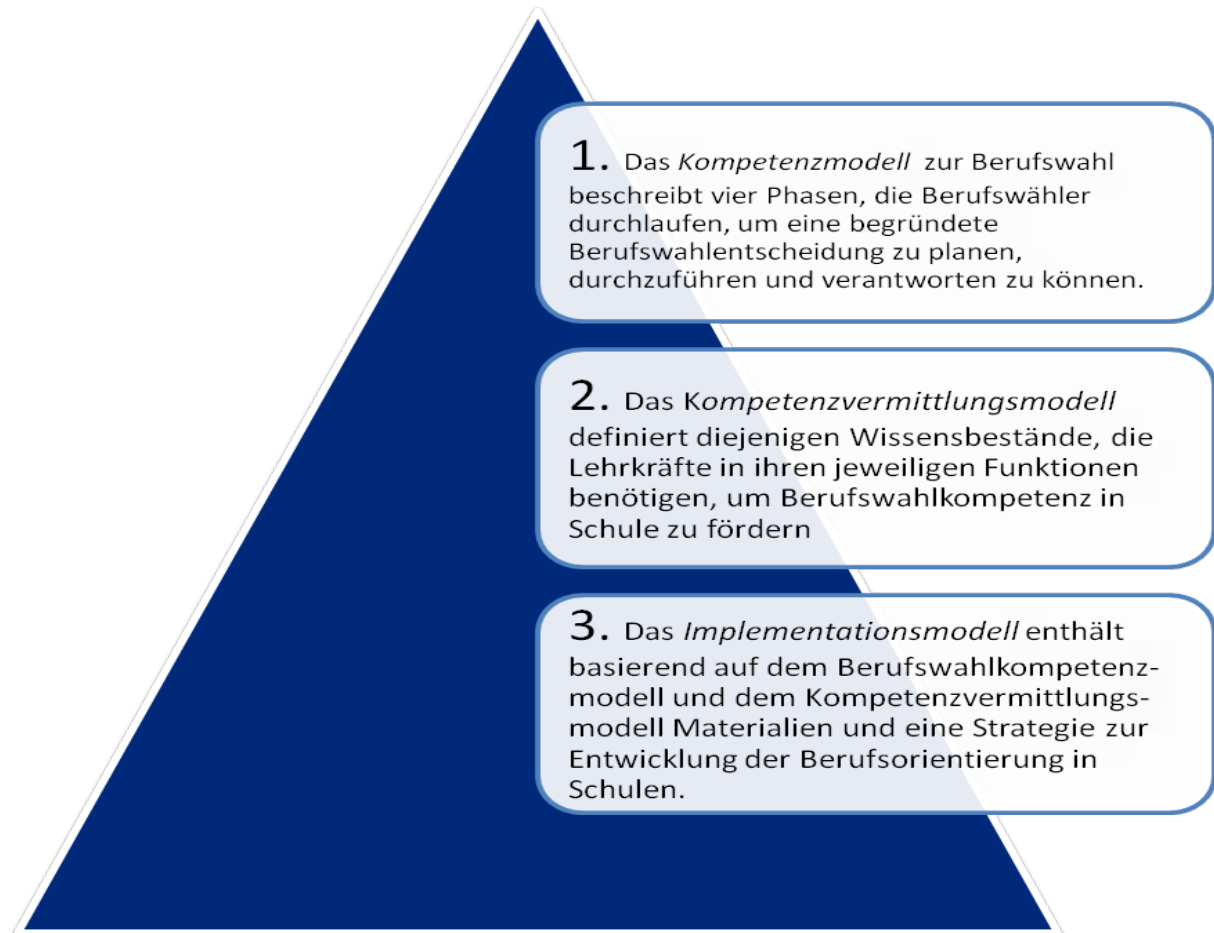 1. Das Kompetenzmodell zur Berufswahl
beschreibt vier Phasen, die Berufswähler
durchlaufen, um eine begründete
Berufswahlentscheidung zu planen,
durchzuführen und verantworten zu können.
2. Das Kompetenzvermittlungsmodell
definiert diejenigen Wissensbestände, die
Lehrkräfte in ihren jeweiligen Funktionen
benötigen, um Berufswahlkompetenz in
Schule zu fördern
3. Das Implementationsmodell enthält
basierend auf dem Berufswahlkompetenz-
modell und dem Kompetenzvermittlungs-
modell Materialien und eine Strategie zur
Entwicklung der Berufsorientierung in
Schulen.